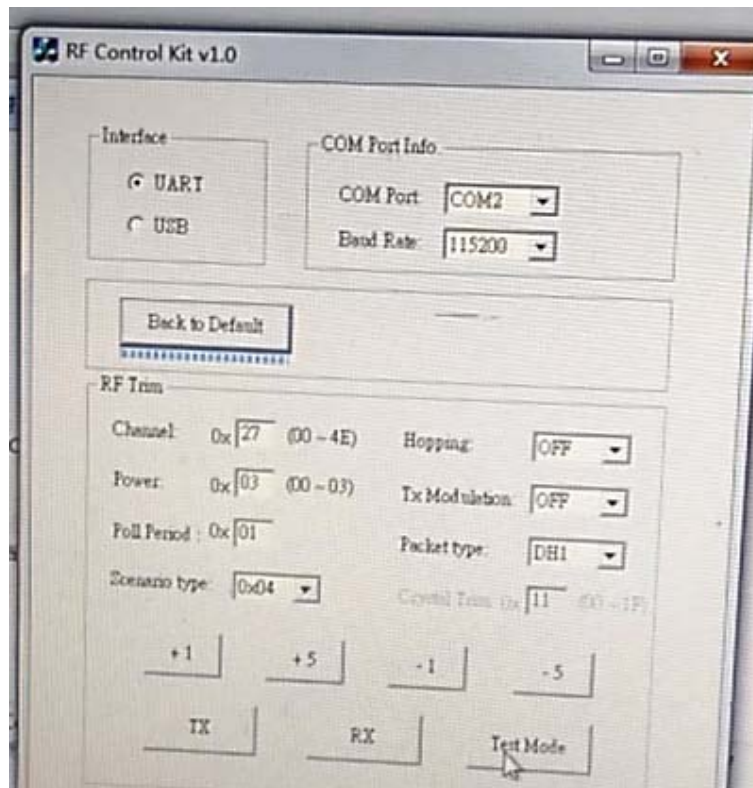 RF Control Kit v1.0
Interface
UART
USB
COM Port Info.
COM Port: COM2
Baud Rate: 115200
Back to Default
RF Trim
Channel: 0x 27 (00 ~ 4E)
Hopping: OFF
Power: 0x 03 (00 ~ 03)
Tx Modulation: OFF
Poll Period : 0x 01
Packet type: DH1
Scenario type: 0x04
Crystal Trim: 0x 11 (00 ~ 1F)
+ 1 + 5 - 1 - 5
TX RX Test Mode